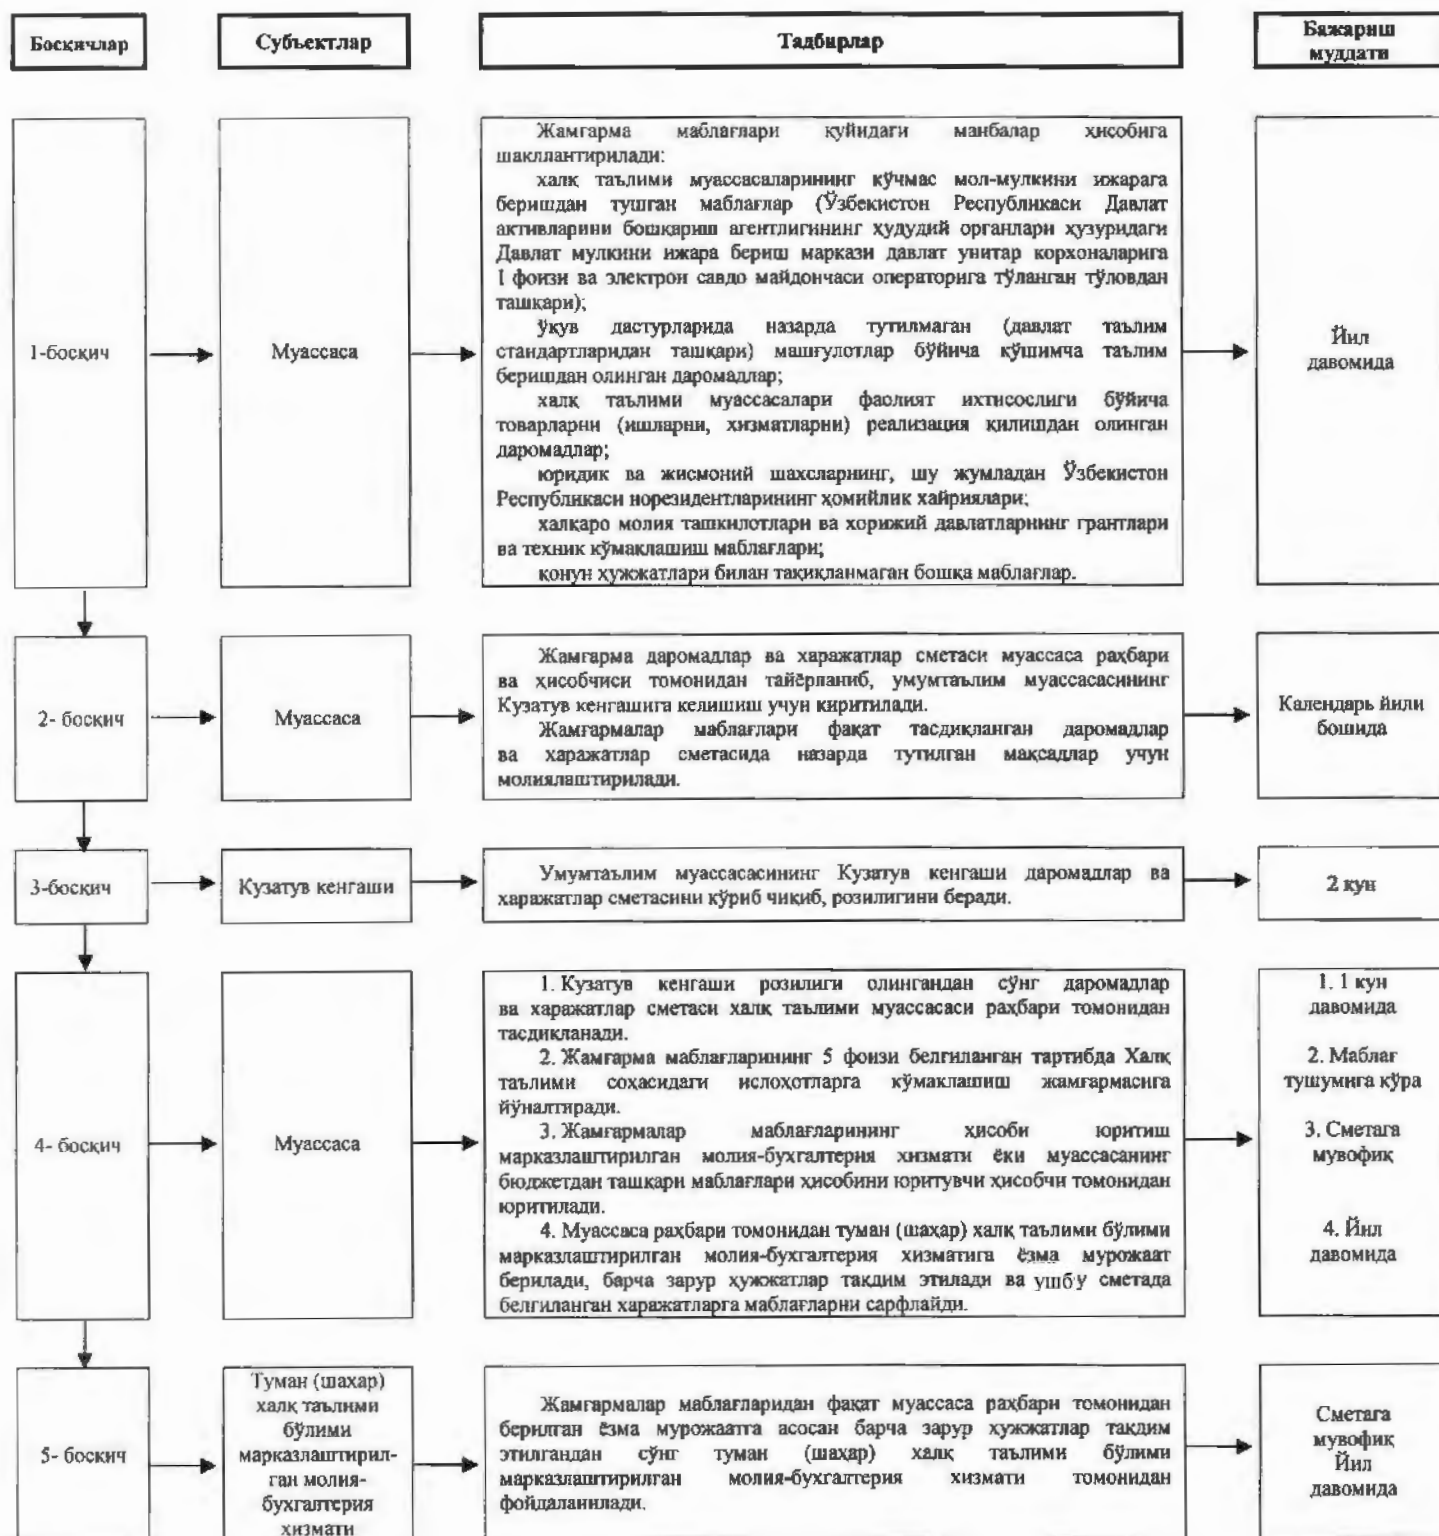 Босқичлар
Субъектлар
Тадбирлар
Бажариш
муддати
1-босқич
Муассаса
Жамғарма маблағлари қуйидаги манбалар ҳисобига
шакллантирилади:
халқ таълими муассасаларининг кўчмас мол-мулкини ижарага
беришдан тушган маблағлар (Ўзбекистон Республикаси Давлат
активларини бошқариш агентлигининг ҳудудий органлари ҳузуридаги
Давлат мулкини ижара бериш маркази давлат унитар корхоналарига
1 фоизи ва электрон савдо майдончаси операторига тўланган тўловдан
ташқари);
ўқув дастурларида назарда тутилмаган (давлат таълим
стандартларидан ташқари) машғулотлар бўйича қўшимча таълим
беришдан олинган даромадлар;
халқ таълими муассасалари фаолият ихтисослиги бўйича
товарларни (ишларни, хизматларни) реализация қилишдан олинган
даромадлар;
юридик ва жисмоний шахсларнинг, шу жумладан Ўзбекистон
Республикаси норезидентларининг ҳомийлик хайриялари;
халқаро молия ташкилотлари ва хорижий давлатларнинг грантлари
ва техник кўмаклашиш маблағлари;
қонун ҳужжатлари билан тақиқланмаган бошқа маблағлар.
Йил
давомида
2- босқич
Муассаса
Жамғарма даромадлар ва харажатлар сметаси муассаса раҳбари
ва ҳисобчиси томонидан тайёрланиб, умумтаълим муассасасининг
Кузатув кенгашига келишиш учун киритилади.
Жамғармалар маблағлари фақат тасдиқланган даромадлар
ва харажатлар сметасида назарда тутилган мақсадлар учун
молиялаштирилади.
Календарь йили
бошида
3-босқич
Кузатув кенгаши
Умумтаълим муассасасининг Кузатув кенгаши даромадлар ва
харажатлар сметасини кўриб чиқиб, розилигини беради.
2 кун
4- босқич
Муассаса
1. Кузатув кенгаши розилиги олингандан сўнг даромадлар
ва харажатлар сметаси халқ таълими муассасаси раҳбари томонидан
тасдиқланади.
2. Жамғарма маблағларининг 5 фоизи белгиланган тартибда Халқ
таълими соҳасидаги ислоҳотларга кўмаклашиш жамғармасига
йўналтиради.
3. Жамғармалар маблағларининг ҳисоби юритиш
марказлаштирилган молия-бухгалтерия хизмати ёки муассасанинг
бюджетдан ташқари маблағлари ҳисобини юритувчи ҳисобчи томонидан
юритилади.
4. Муассаса раҳбари томонидан туман (шаҳар) халқ таълими бўлими
марказлаштирилган молия-бухгалтерия хизматига ёзма мурожаат
берилади, барча зарур ҳужжатлар тақдим этилади ва ушбу сметада
белгиланган харажатларга маблағларни сарфлайди.
1. 1 кун
давомида
2. Маблағ
тушумига кўра
3. Сметага
мувофиқ
4. Йил
давомида
5- босқич
Туман (шаҳар)
халқ таълими
бўлими
марказлаштирил-
ган молия-
бухгалтерия
хизмати
Жамғармалар маблағларидан фақат муассаса раҳбари томонидан
берилган ёзма мурожаатга асосан барча зарур ҳужжатлар тақдим
этилгандан сўнг туман (шаҳар) халқ таълими бўлими
марказлаштирилган молия-бухгалтерия хизмати томонидан
фойдаланилади.
Сметага
мувофиқ
Йил
давомида